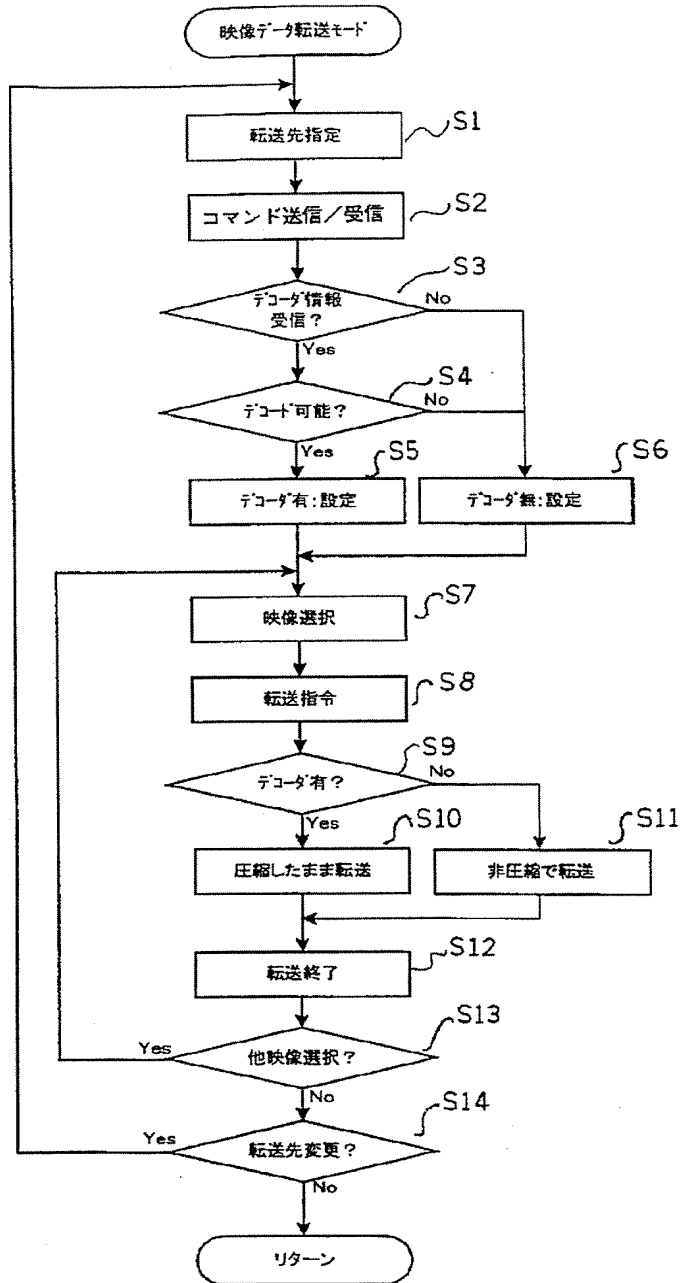 映像データ転送モード
転送先指定
S1
コマンド送信／受信
S2
S3
デコーダ情報
受信？
No
Yes
S4
デコード可能？
No
Yes
S5
S6
デコーダ有：設定
デコーダ無：設定
S7
映像選択
S8
転送指令
S9
デコーダ有？
No
Yes
S10
S11
圧縮したまま転送
非圧縮で転送
S12
転送終了
S13
Yes
他映像選択？
No
S14
Yes
転送先変更？
No
リターン